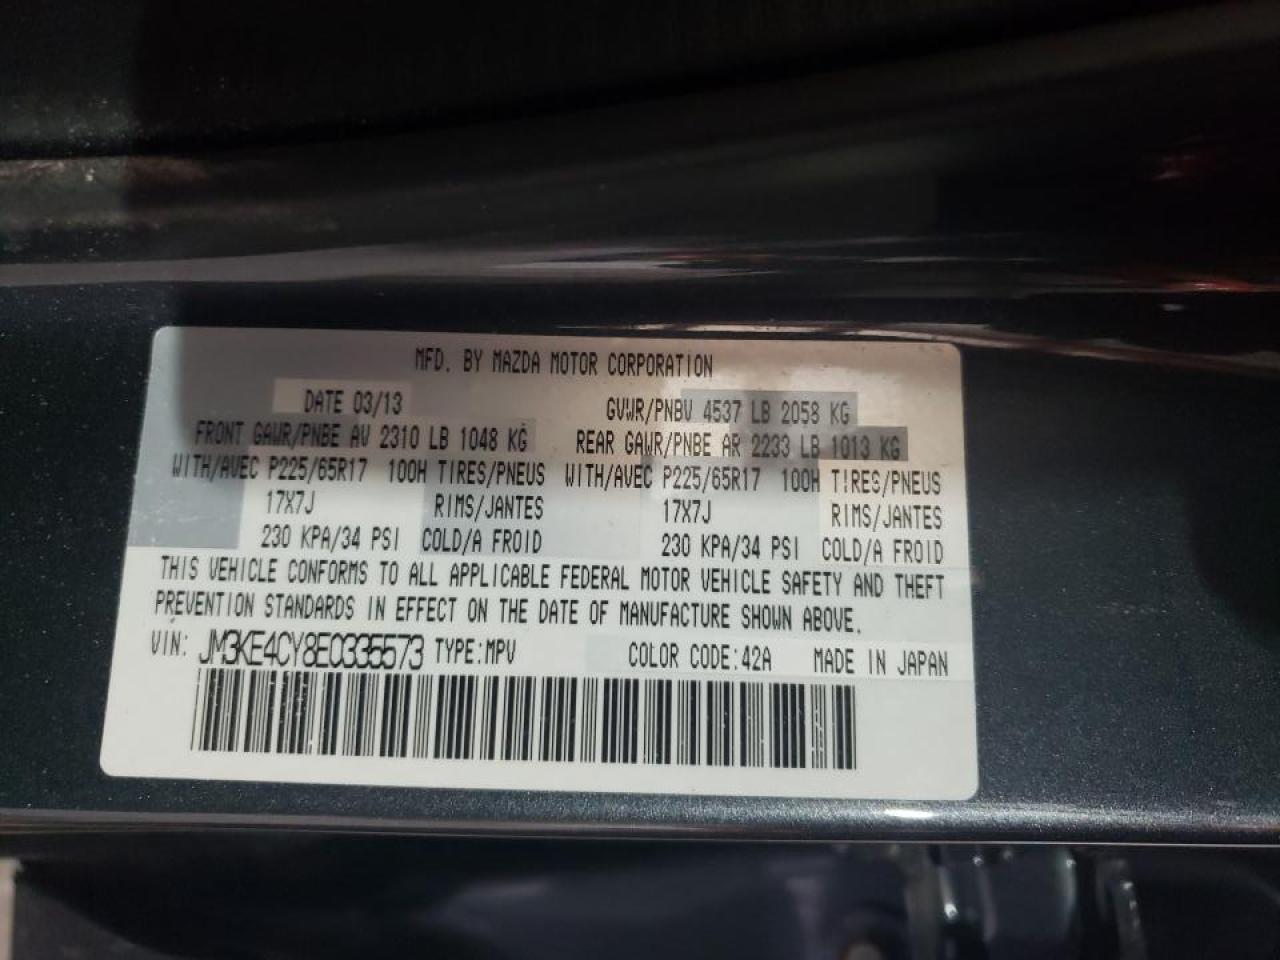 MFD. BY MAZDA MOTOR CORPORATION
DATE 03/13 GVWR/PNBV 4537 LB 2058 KG
FRONT GAWR/PNBE AV 2310 LB 1048 KG REAR GAWR/PNBE AR 2233 LB 1013 KG
WITH/AVEC P225/65R17 100H TIRES/PNEUS WITH/AVEC P225/65R17 100H TIRES/PNEUS
17X7J RIMS/JANTES 17X7J RIMS/JANTES
230 KPA/34 PSI COLD/A FROID 230 KPA/34 PSI COLD/A FROID
THIS VEHICLE CONFORMS TO ALL APPLICABLE FEDERAL MOTOR VEHICLE SAFETY AND THEFT
PREVENTION STANDARDS IN EFFECT ON THE DATE OF MANUFACTURE SHOWN ABOVE.
VIN: JM3KE4CY8E0335573 TYPE:MPV COLOR CODE:42A MADE IN JAPAN